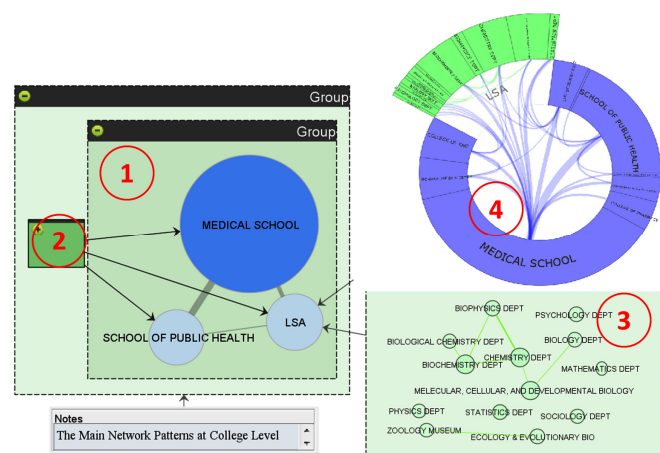 Group
Group
1
MEDICAL SCHOOL
2
LSA
SCHOOL OF PUBLIC HEALTH
Notes
The Main Network Patterns at College Level
LSA
SCHOOL OF PUBLIC HEALTH
4
MEDICAL SCHOOL
3
BIOPHYSICS DEPT
PSYCHOLOGY DEPT
BIOLOGICAL CHEMISTRY DEPT
BIOLOGY DEPT
CHEMISTRY DEPT
BIOCHEMISTRY DEPT
MATHEMATICS DEPT
MOLECULAR, CELLULAR, AND DEVELOPMENTAL BIOLOGY
PHYSICS DEPT
STATISTICS DEPT
SOCIOLOGY DEPT
ZOOLOGY MUSEUM
ECOLOGY & EVOLUTIONARY BIO